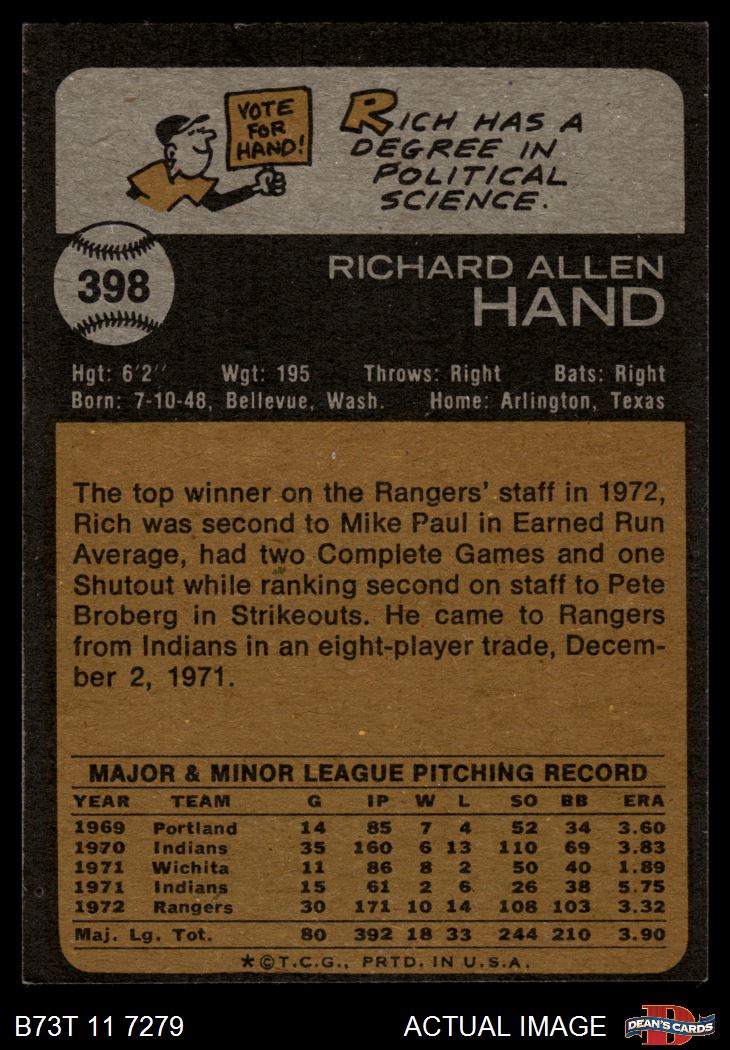 VOTE
FOR
HAND!
RICH HAS A
DEGREE IN
POLITICAL
SCIENCE.
398
RICHARD ALLEN
HAND
Hgt: 6'2" Wgt: 195 Throws: Right Bats: Right
Born: 7-10-48, Bellevue, Wash. Home: Arlington, Texas
The top winner on the Rangers' staff in 1972,
Rich was second to Mike Paul in Earned Run
Average, had two Complete Games and one
Shutout while ranking second on staff to Pete
Broberg in Strikeouts. He came to Rangers
from Indians in an eight-player trade, Decem-
ber 2, 1971.
MAJOR & MINOR LEAGUE PITCHING RECORD
YEAR TEAM G IP W L SO BB ERA
1969 Portland 14 85 7 4 52 34 3.60
1970 Indians 35 160 6 13 110 69 3.83
1971 Wichita 11 86 8 2 50 40 1.89
1971 Indians 15 61 2 6 26 38 5.75
1972 Rangers 30 171 10 14 108 103 3.32
Maj. Lg. Tot. 80 392 18 33 244 210 3.90
*©T.C.G., PRTD. IN U.S.A.
B73T 11 7279 ACTUAL IMAGE D DEAN'S CARDS